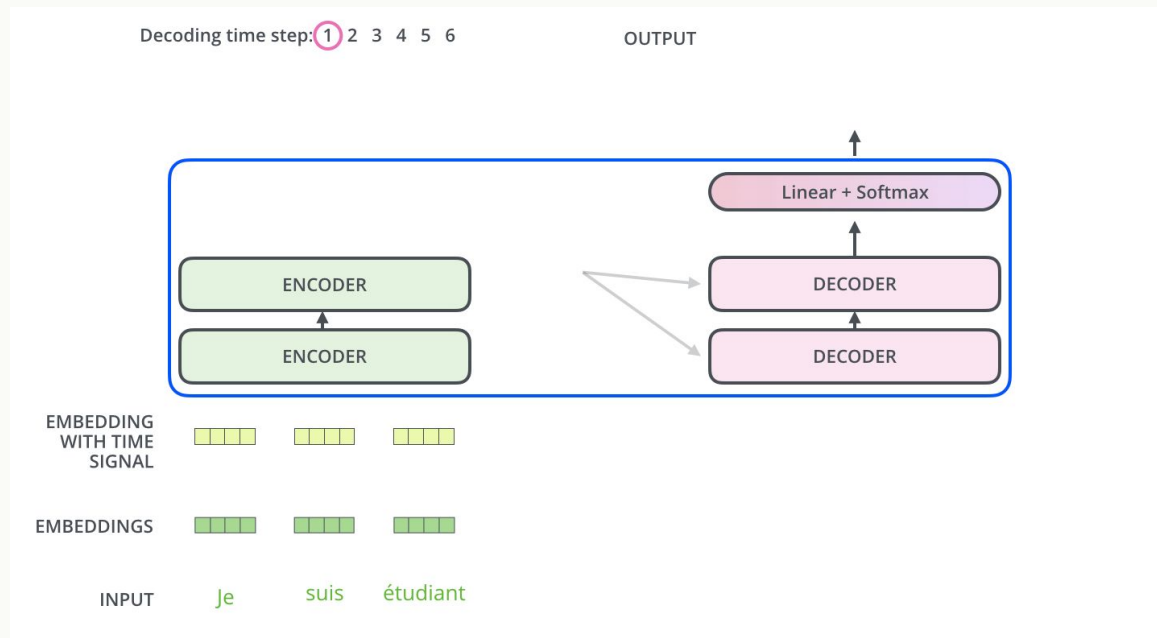 Decoding time step: 1 2 3 4 5 6
OUTPUT
Linear + Softmax
ENCODER
DECODER
ENCODER
DECODER
EMBEDDING
WITH TIME
SIGNAL
EMBEDDINGS
INPUT
Je suis étudiant